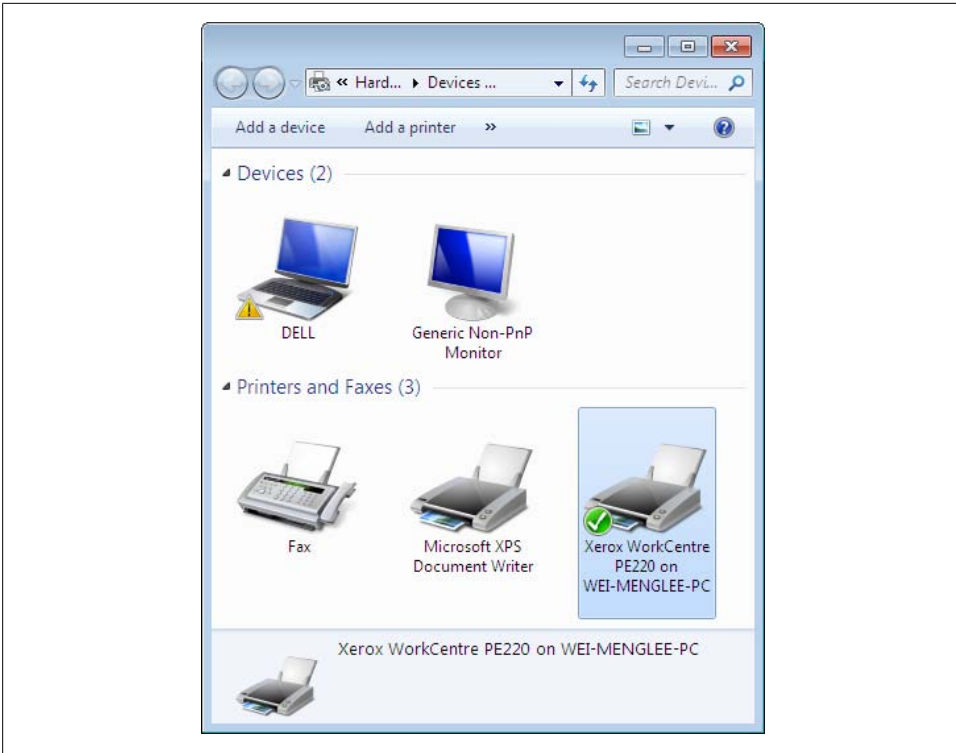 « Hard... ▸ Devices ...
Search Devi...
Add a device Add a printer »
Devices (2)
DELL
Generic Non-PnP
Monitor
Printers and Faxes (3)
Fax
Microsoft XPS
Document Writer
Xerox WorkCentre
PE220 on
WEI-MENGLEE-PC
Xerox WorkCentre PE220 on WEI-MENGLEE-PC